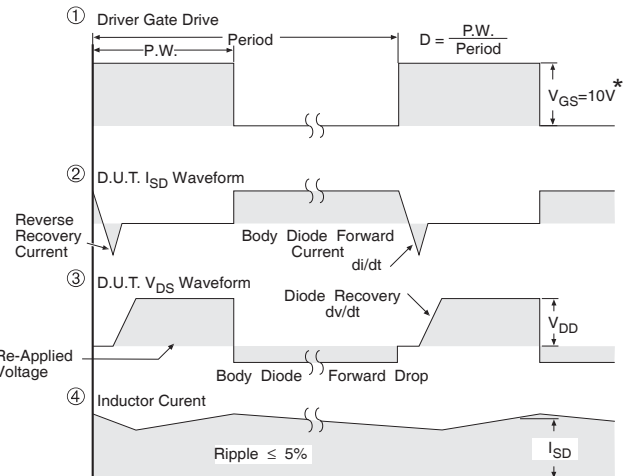 ① Driver Gate Drive
P.W.
Period
D = P.W.
Period
VGS=10V*
② D.U.T. ISD Waveform
Reverse
Recovery
Current
Body Diode Forward
Current
di/dt
③ D.U.T. VDS Waveform
Diode Recovery
dv/dt
VDD
Re-Applied
Voltage
Body Diode Forward Drop
④ Inductor Curent
Ripple ≤ 5%
ISD